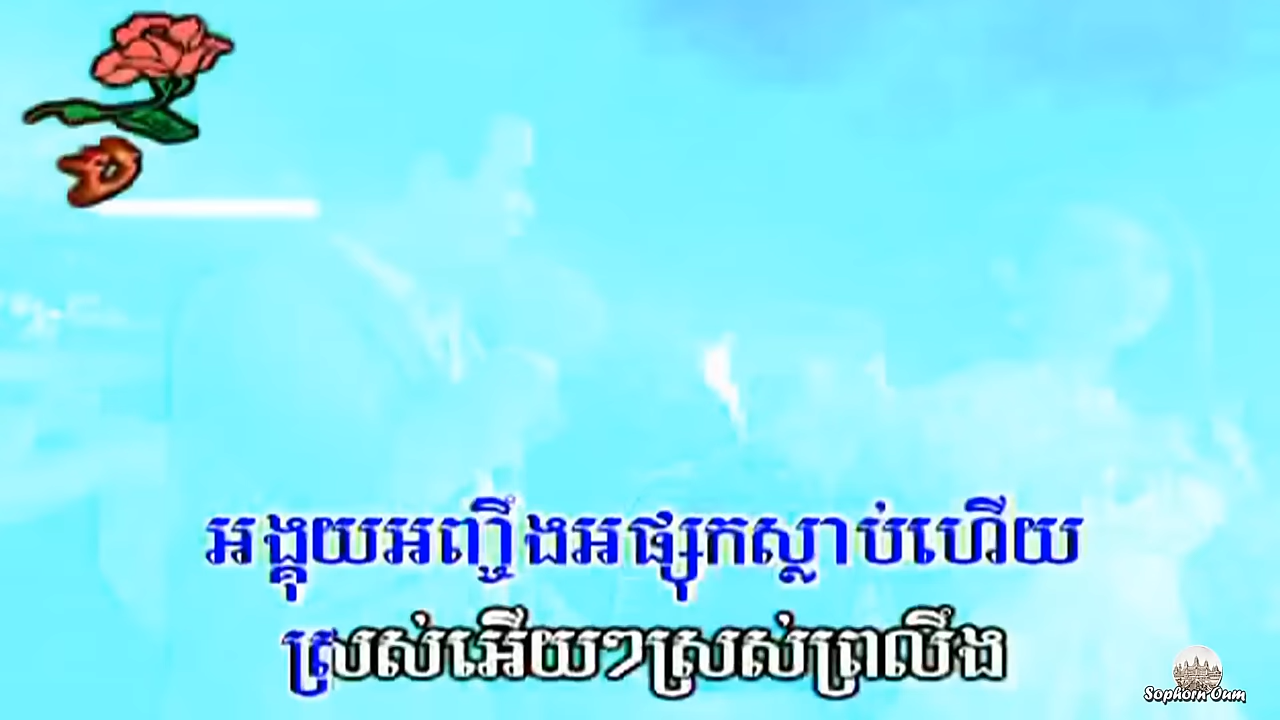 អង្គុយអញ្ចឹងអផ្សុកស្លាប់ហើយ
ស្រស់អើយៗស្រស់ព្រលឹង
Sophorn Oum